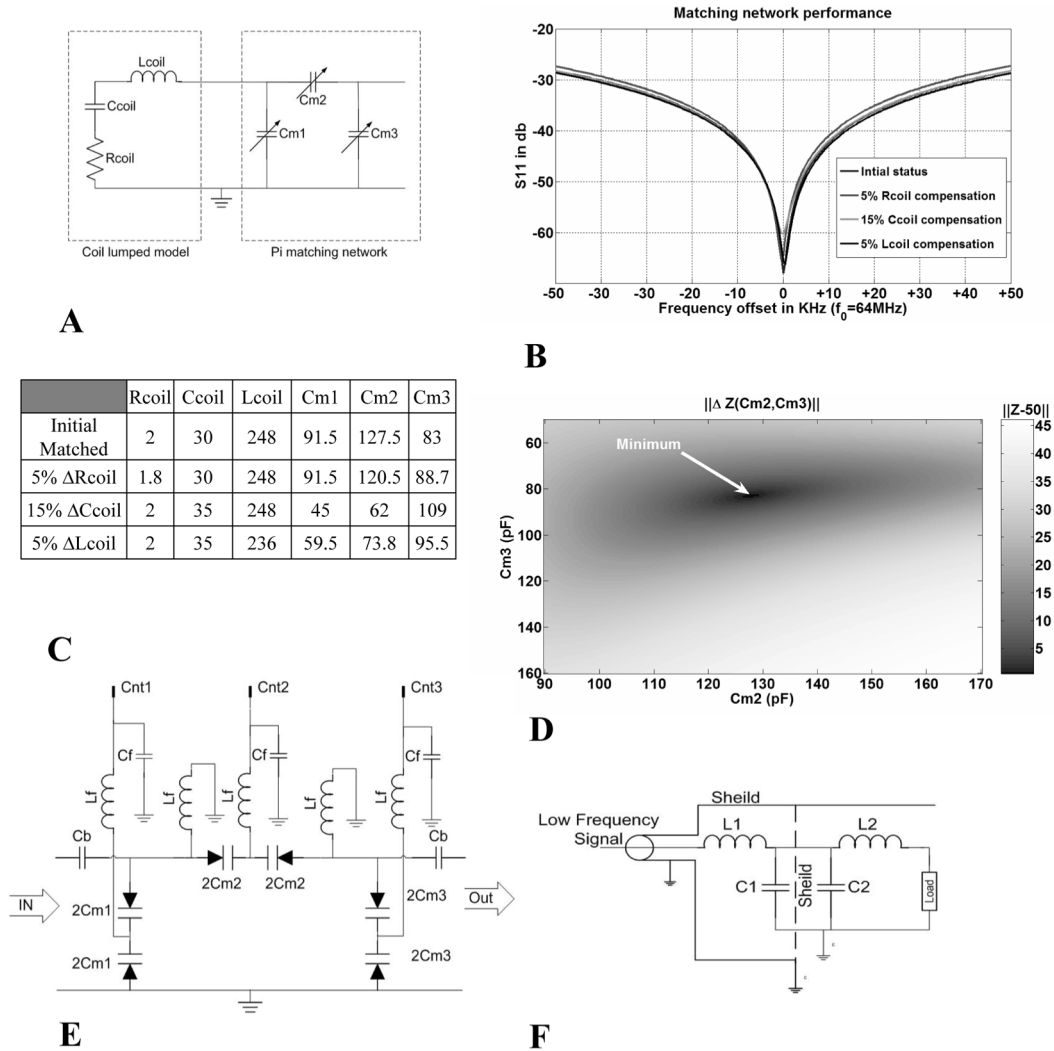 Lcoil
Ccoil
Cm2
Cm1
Cm3
Rcoil
Coil lumped model
Pi matching network
A
Matching network performance
S11 in db
-20
-30
-40
-50
-60
Intial status
5% Rcoil compensation
15% Ccoil compensation
5% Lcoil compensation
-50 -30 -30 -20 -10 0 +10 +20 +30 +40 +50
Frequency offset in KHz (f0=64MHz)
B
Rcoil Ccoil Lcoil Cm1 Cm2 Cm3
Initial
Matched 2 30 248 91.5 127.5 83
5% ΔRcoil 1.8 30 248 91.5 120.5 88.7
15% ΔCcoil 2 35 248 45 62 109
5% ΔLcoil 2 35 236 59.5 73.8 95.5
C
||Δ Z(Cm2,Cm3)||
||Z-50||
Minimum
Cm3 (pF)
60
80
100
120
140
160
90 100 110 120 130 140 150 160 170
Cm2 (pF)
45
40
35
30
25
20
15
10
5
D
Cnt1
Cnt2
Cnt3
Cf
Cf
Cf
Lf
Lf
Lf
Lf
Lf
Cb
Cb
2Cm2
2Cm2
IN
2Cm1
2Cm3
Out
2Cm1
2Cm3
E
Sheild
Low Frequency
Signal
L1
L2
C1
Sheild
C2
Load
F